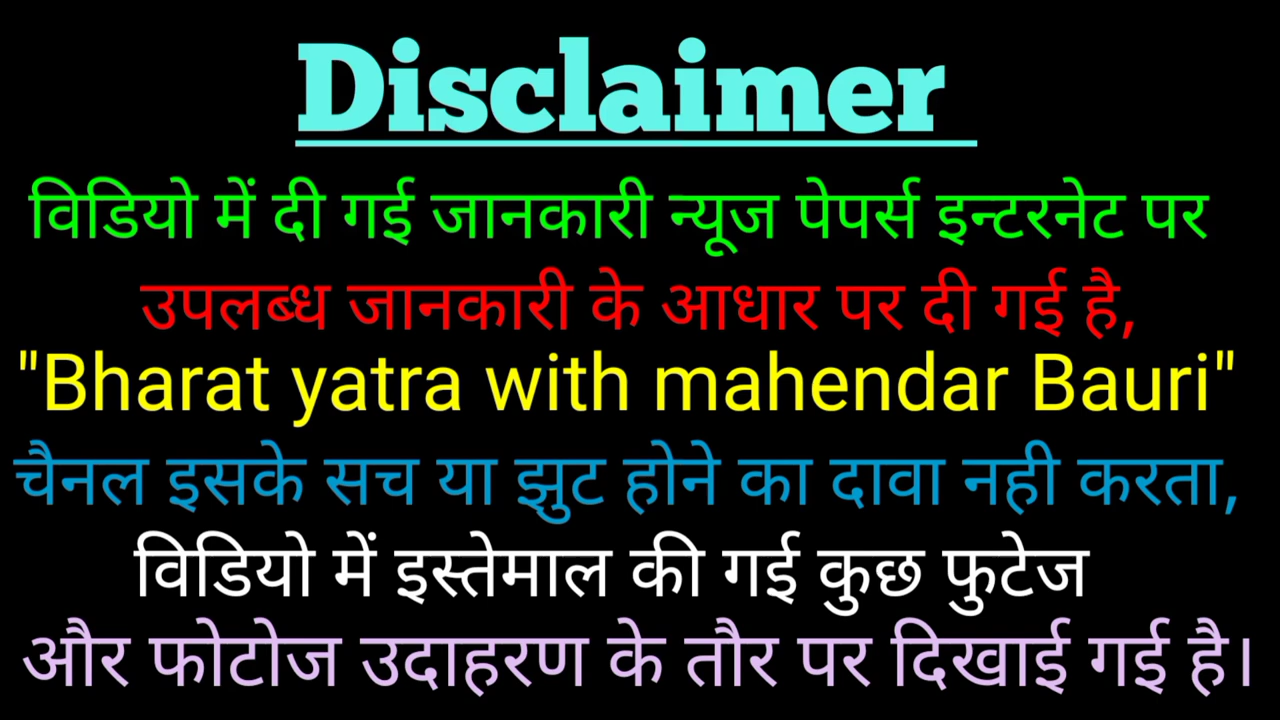 Disclaimer
विडियो में दी गई जानकारी न्यूज पेपर्स इन्टरनेट पर
उपलब्ध जानकारी के आधार पर दी गई है,
"Bharat yatra with mahendar Bauri"
चैनल इसके सच या झुट होने का दावा नही करता,
विडियो में इस्तेमाल की गई कुछ फुटेज
और फोटोज उदाहरण के तौर पर दिखाई गई है।